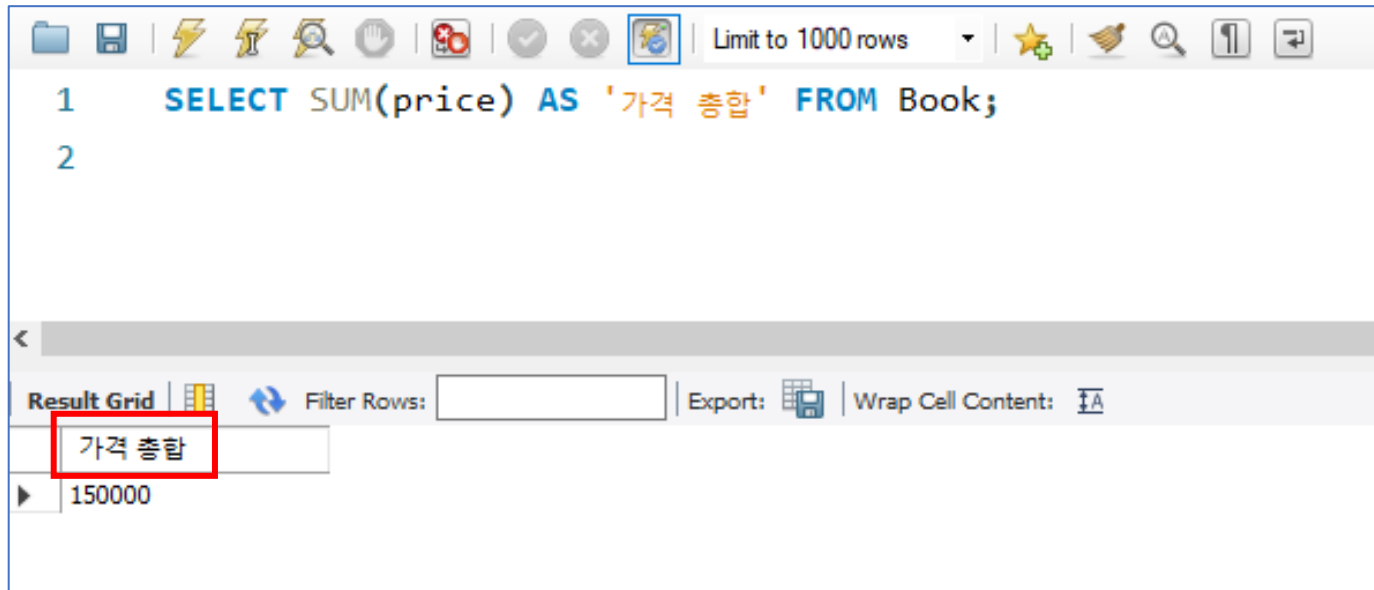 Limit to 1000 rows
1 SELECT SUM(price) AS '가격 총합' FROM Book;
2
Result Grid Filter Rows: Export: Wrap Cell Content: IA
가격 총합
150000